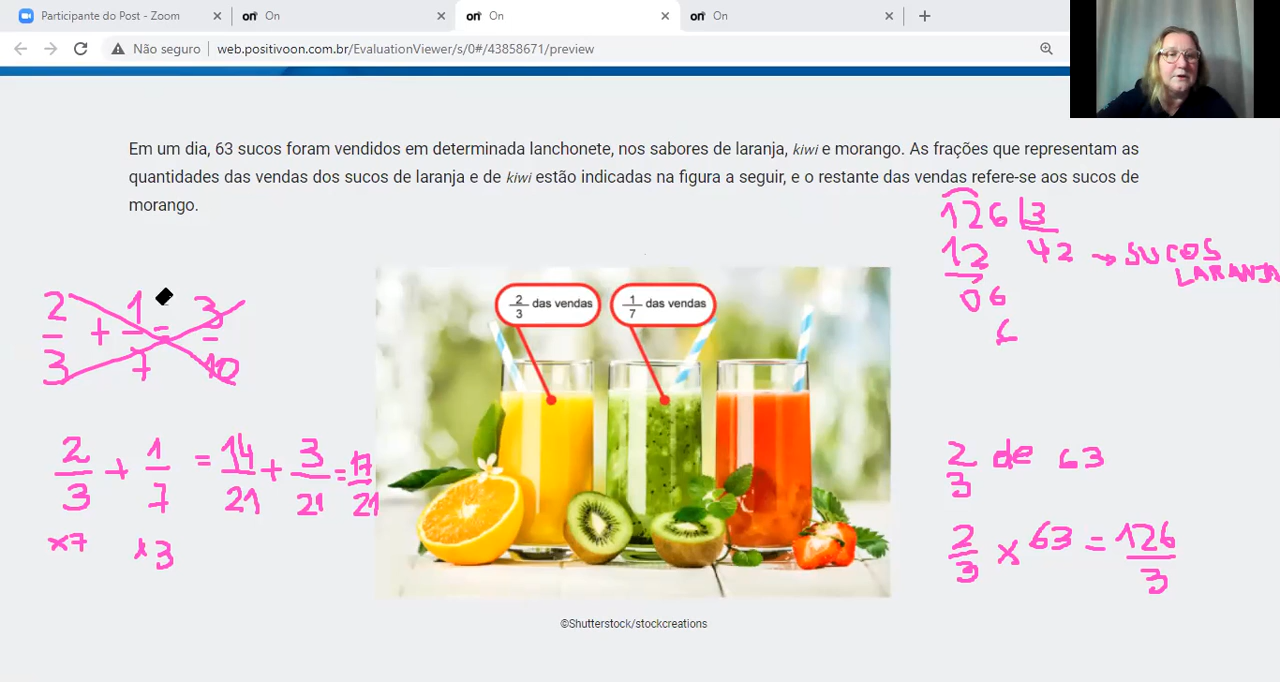 Participante do Post - Zoom
on On
on On
on On
Não seguro | web.positivoon.com.br/EvaluationViewer/s/0#/43858671/preview
Em um dia, 63 sucos foram vendidos em determinada lanchonete, nos sabores de laranja, kiwi e morango. As frações que representam as
quantidades das vendas dos sucos de laranja e de kiwi estão indicadas na figura a seguir, e o restante das vendas refere-se aos sucos de
morango.
2/3 + 1/7 = 3/10
2/3 + 1/7 = 14/21 + 3/21 = 17/21
×7 ×3
2/3 das vendas
1/7 das vendas
126 | 3
12 42 → SUCOS
LARANJA
06
6
2/3 de 63
2/3 × 63 = 126/3
©Shutterstock/stockcreations